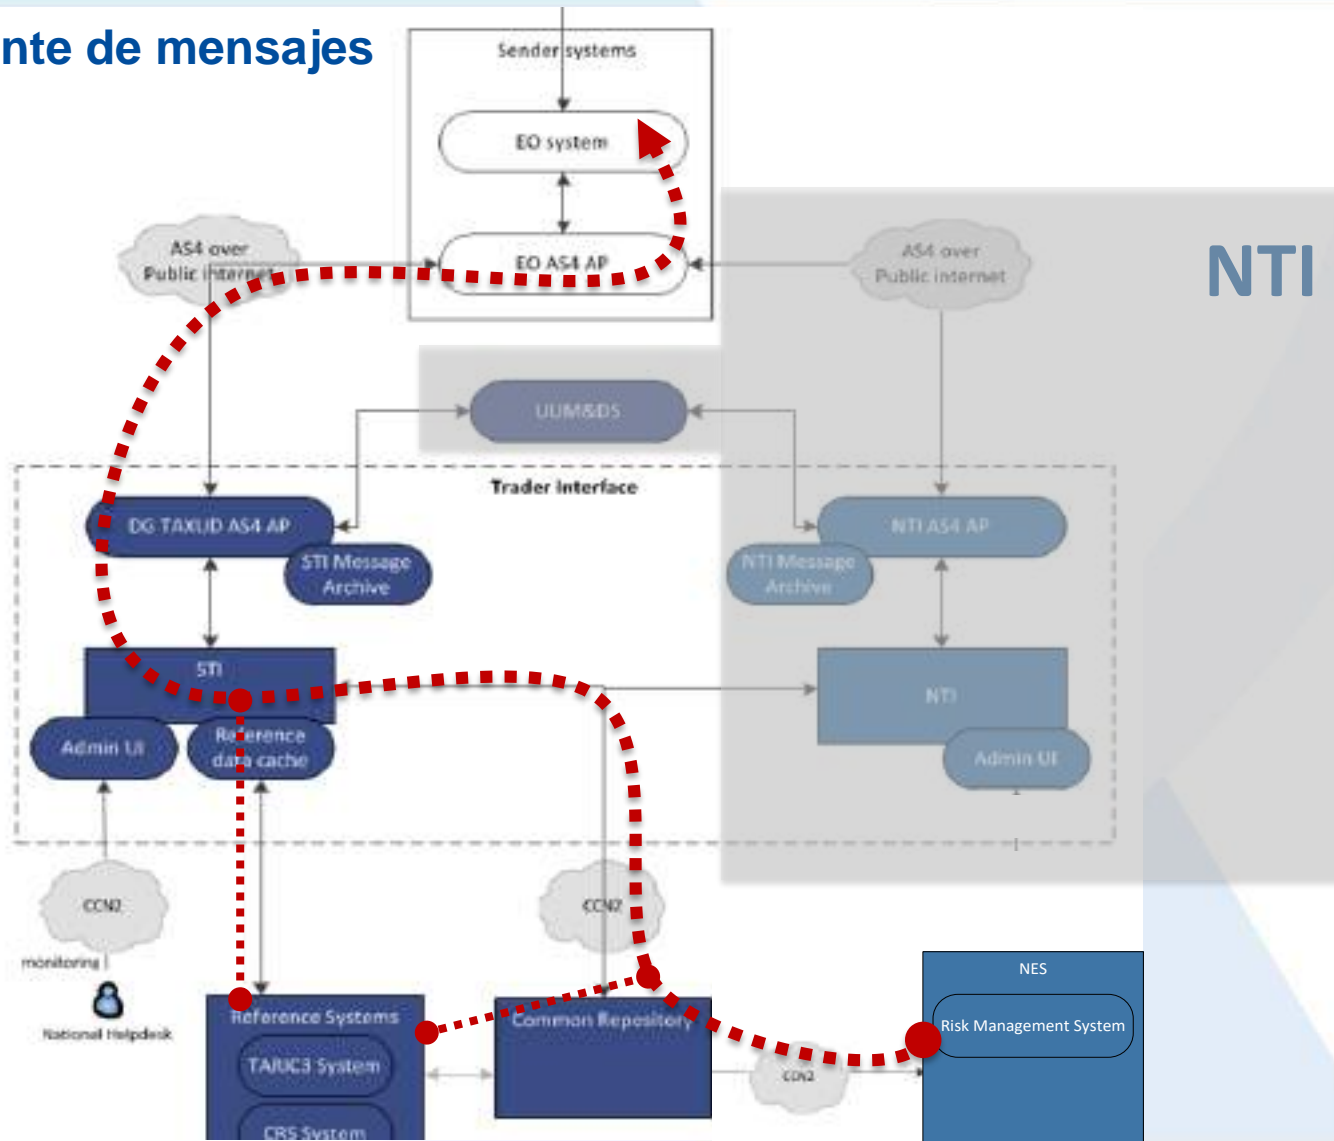 nte de mensajes
Sender systems
EO system
AS4 over
Public internet
EO AS4 AP
AS4 over
Public internet
NTI
UUM&DS
Trader Interface
DG TAXUD AS4 AP
STI Message
Archive
NTI AS4 AP
NTI Message
Archive
STI
NTI
Admin UI
Reference
data cache
Admin UI
CCN2
CCN2
monitoring
National Helpdesk
Reference Systems
TARIC3 System
CRS System
Common Repository
CCN2
NES
Risk Management System